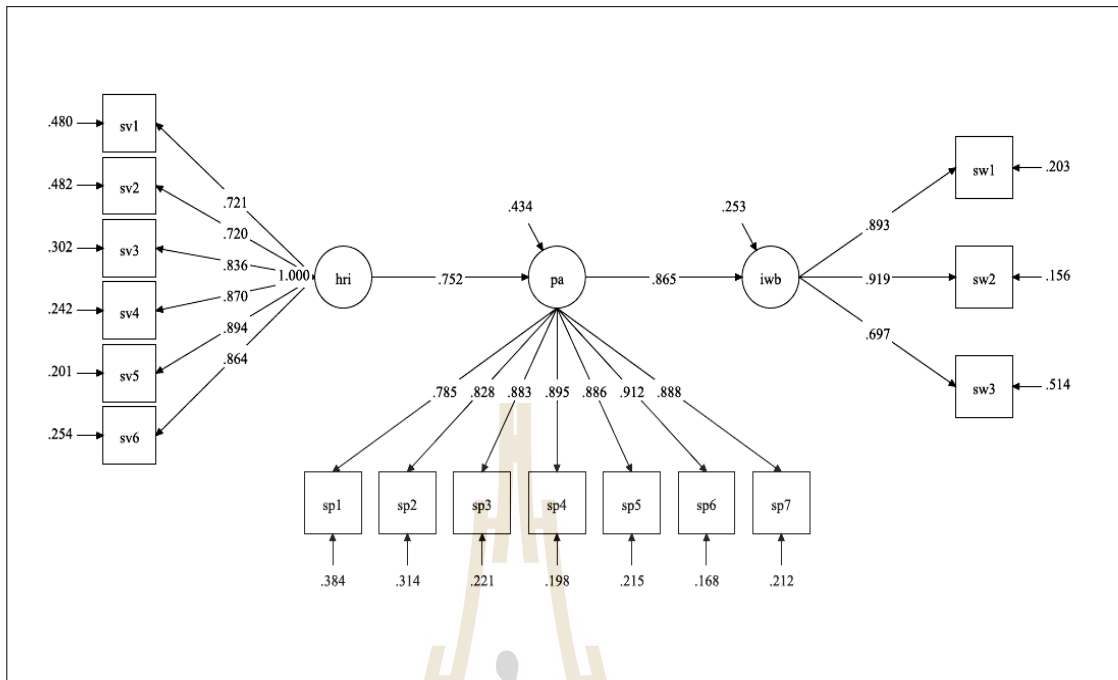 .480 sv1
.482 sv2
.302 sv3
.242 sv4
.201 sv5
.254 sv6
.721
.720
.836
.870
.894
.864
1.000
hri
.752
.434
pa
.865
.253
iwb
.893
.919
.697
sw1 .203
sw2 .156
sw3 .514
.785 .828 .883 .895 .886 .912 .888
sp1 sp2 sp3 sp4 sp5 sp6 sp7
.384 .314 .221 .198 .215 .168 .212